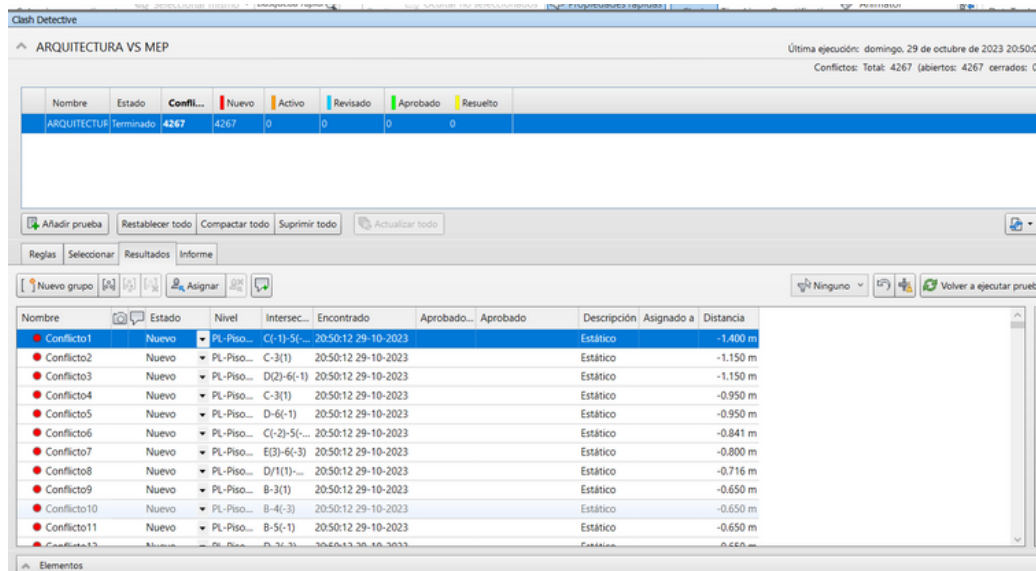 Clash Detective
ARQUITECTURA VS MEP
Última ejecución: domingo, 29 de octubre de 2023 20:50:0
Conflictos: Total: 4267 (abiertos: 4267 cerrados: 0
Nombre Estado Confli... Nuevo Activo Revisado Aprobado Resuelto
ARQUITECTUR Terminado 4267 4267 0 0 0 0
Añadir prueba Restablecer todo Compactar todo Suprimir todo Actualizar todo
Reglas Seleccionar Resultados Informe
Nuevo grupo Asignar Ninguno Volver a ejecutar prueb
Nombre Estado Nivel Intersec... Encontrado Aprobado... Aprobado Descripción Asignado a Distancia
Conflicto1 Nuevo PL-Piso... C(-1)-5(-... 20:50:12 29-10-2023 Estático -1.400 m
Conflicto2 Nuevo PL-Piso... C-3(1) 20:50:12 29-10-2023 Estático -1.150 m
Conflicto3 Nuevo PL-Piso... D(2)-6(-1) 20:50:12 29-10-2023 Estático -1.150 m
Conflicto4 Nuevo PL-Piso... C-3(1) 20:50:12 29-10-2023 Estático -0.950 m
Conflicto5 Nuevo PL-Piso... D-6(-1) 20:50:12 29-10-2023 Estático -0.950 m
Conflicto6 Nuevo PL-Piso... C(-2)-5(-... 20:50:12 29-10-2023 Estático -0.841 m
Conflicto7 Nuevo PL-Piso... E(3)-6(-3) 20:50:12 29-10-2023 Estático -0.800 m
Conflicto8 Nuevo PL-Piso... D/1(1)-... 20:50:12 29-10-2023 Estático -0.716 m
Conflicto9 Nuevo PL-Piso... B-3(1) 20:50:12 29-10-2023 Estático -0.650 m
Conflicto10 Nuevo PL-Piso... B-4(-3) 20:50:12 29-10-2023 Estático -0.650 m
Conflicto11 Nuevo PL-Piso... B-5(-1) 20:50:12 29-10-2023 Estático -0.650 m
Elementos